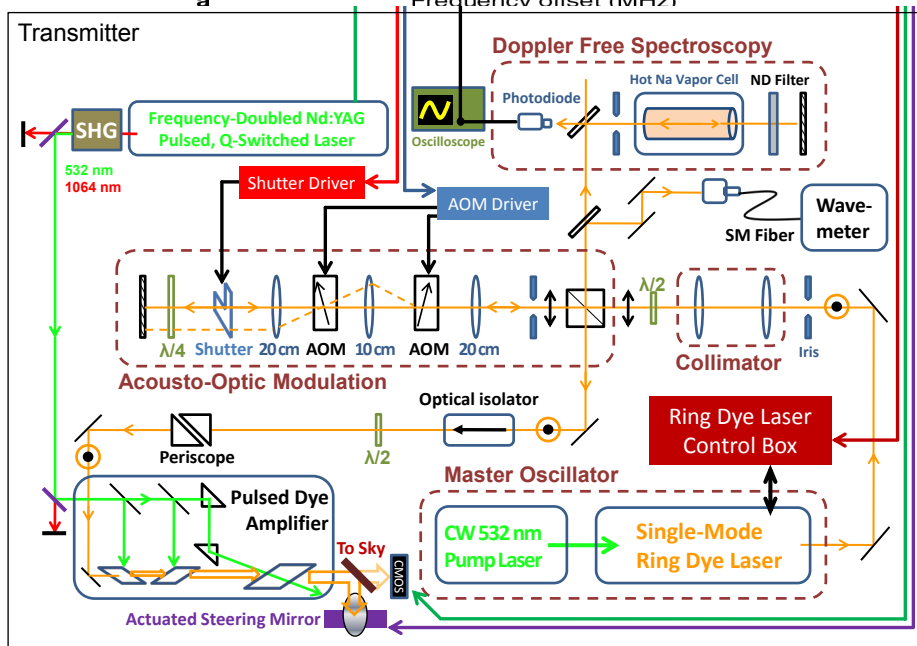 a
Frequency offset (MHz)
Transmitter
Doppler Free Spectroscopy
Hot Na Vapor Cell
ND Filter
Photodiode
Oscilloscope
SHG
Frequency-Doubled Nd:YAG
Pulsed, Q-Switched Laser
532 nm
1064 nm
Shutter Driver
AOM Driver
SM Fiber
Wave-
meter
λ/4
Shutter
20 cm
AOM
10 cm
AOM
20 cm
λ/2
Collimator
Iris
Acousto-Optic Modulation
Optical isolator
Periscope
λ/2
Ring Dye Laser
Control Box
Master Oscillator
Pulsed Dye
Amplifier
CW 532 nm
Pump Laser
Single-Mode
Ring Dye Laser
To Sky
CMOS
Actuated Steering Mirror